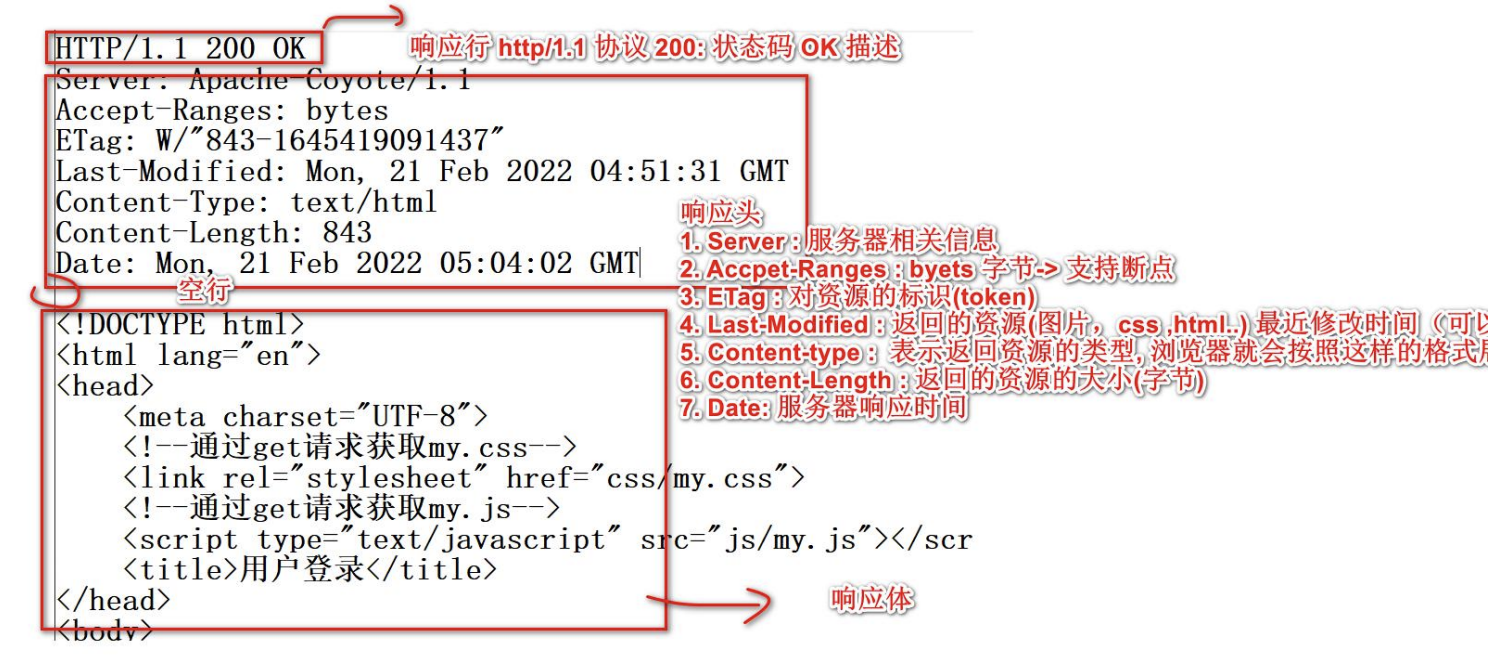 HTTP/1.1 200 OK
响应行 http/1.1 协议 200: 状态码 OK 描述
Server: Apache-Coyote/1.1
Accept-Ranges: bytes
ETag: W/"843-1645419091437"
Last-Modified: Mon, 21 Feb 2022 04:51:31 GMT
Content-Type: text/html
Content-Length: 843
Date: Mon, 21 Feb 2022 05:04:02 GMT
响应头
1. Server : 服务器相关信息
2. Accpet-Ranges : byets 字节-> 支持断点
3. ETag : 对资源的标识(token)
4. Last-Modified : 返回的资源(图片，css ,html..) 最近修改时间（可以
5. Content-type : 表示返回资源的类型, 浏览器就会按照这样的格式展
6. Content-Length : 返回的资源的大小(字节)
7. Date: 服务器响应时间
空行
<!DOCTYPE html>
<html lang="en">
<head>
<meta charset="UTF-8">
<!--通过get请求获取my.css-->
<link rel="stylesheet" href="css/my.css">
<!--通过get请求获取my.js-->
<script type="text/javascript" src="js/my.js"></scr
<title>用户登录</title>
</head>
<body>
响应体